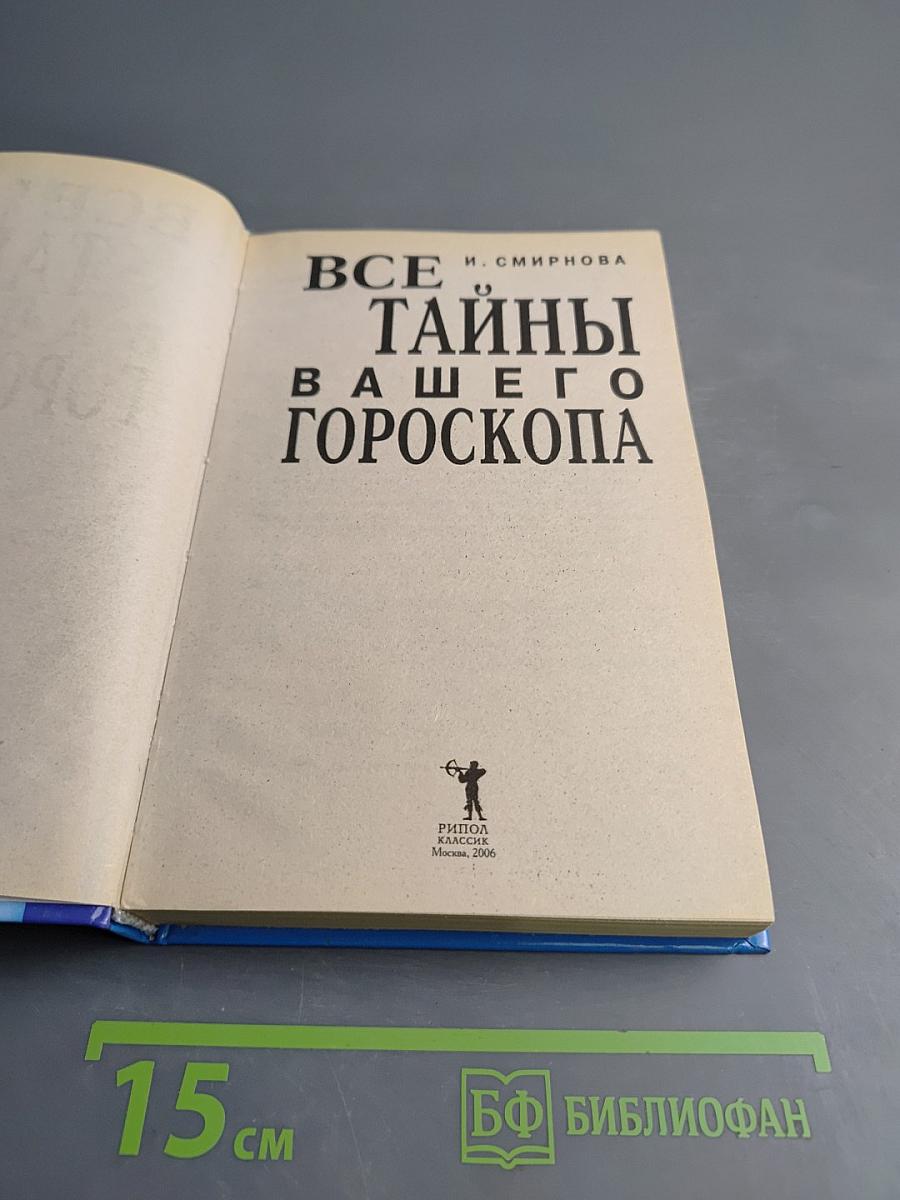 И. СМИРНОВА
ВСЕ
ТАЙНЫ
ВАШЕГО
ГОРОСКОПА
РИПОЛ
КЛАССИК
Москва, 2006
15 см
БФ БИБЛИОФАН